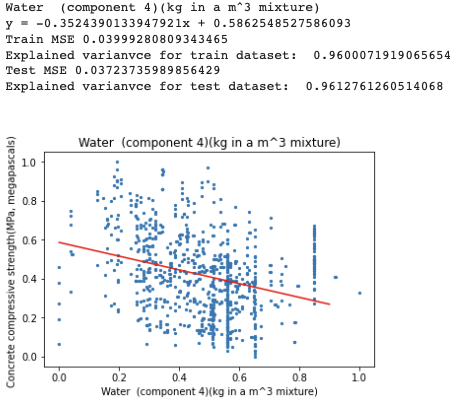 Water  (component 4)(kg in a m^3 mixture)
y = -0.3524390133947921x + 0.5862548527586093
Train MSE 0.03999280809343465
Explained varianvce for train dataset:  0.9600071919065654
Test MSE 0.03723735989856429
Explained varianvce for test dataset:  0.9612761260514068
Water  (component 4)(kg in a m^3 mixture)
Concrete compressive strength(MPa, megapascals)
1.0
0.8
0.6
0.4
0.2
0.0
0.0 0.2 0.4 0.6 0.8 1.0
Water  (component 4)(kg in a m^3 mixture)